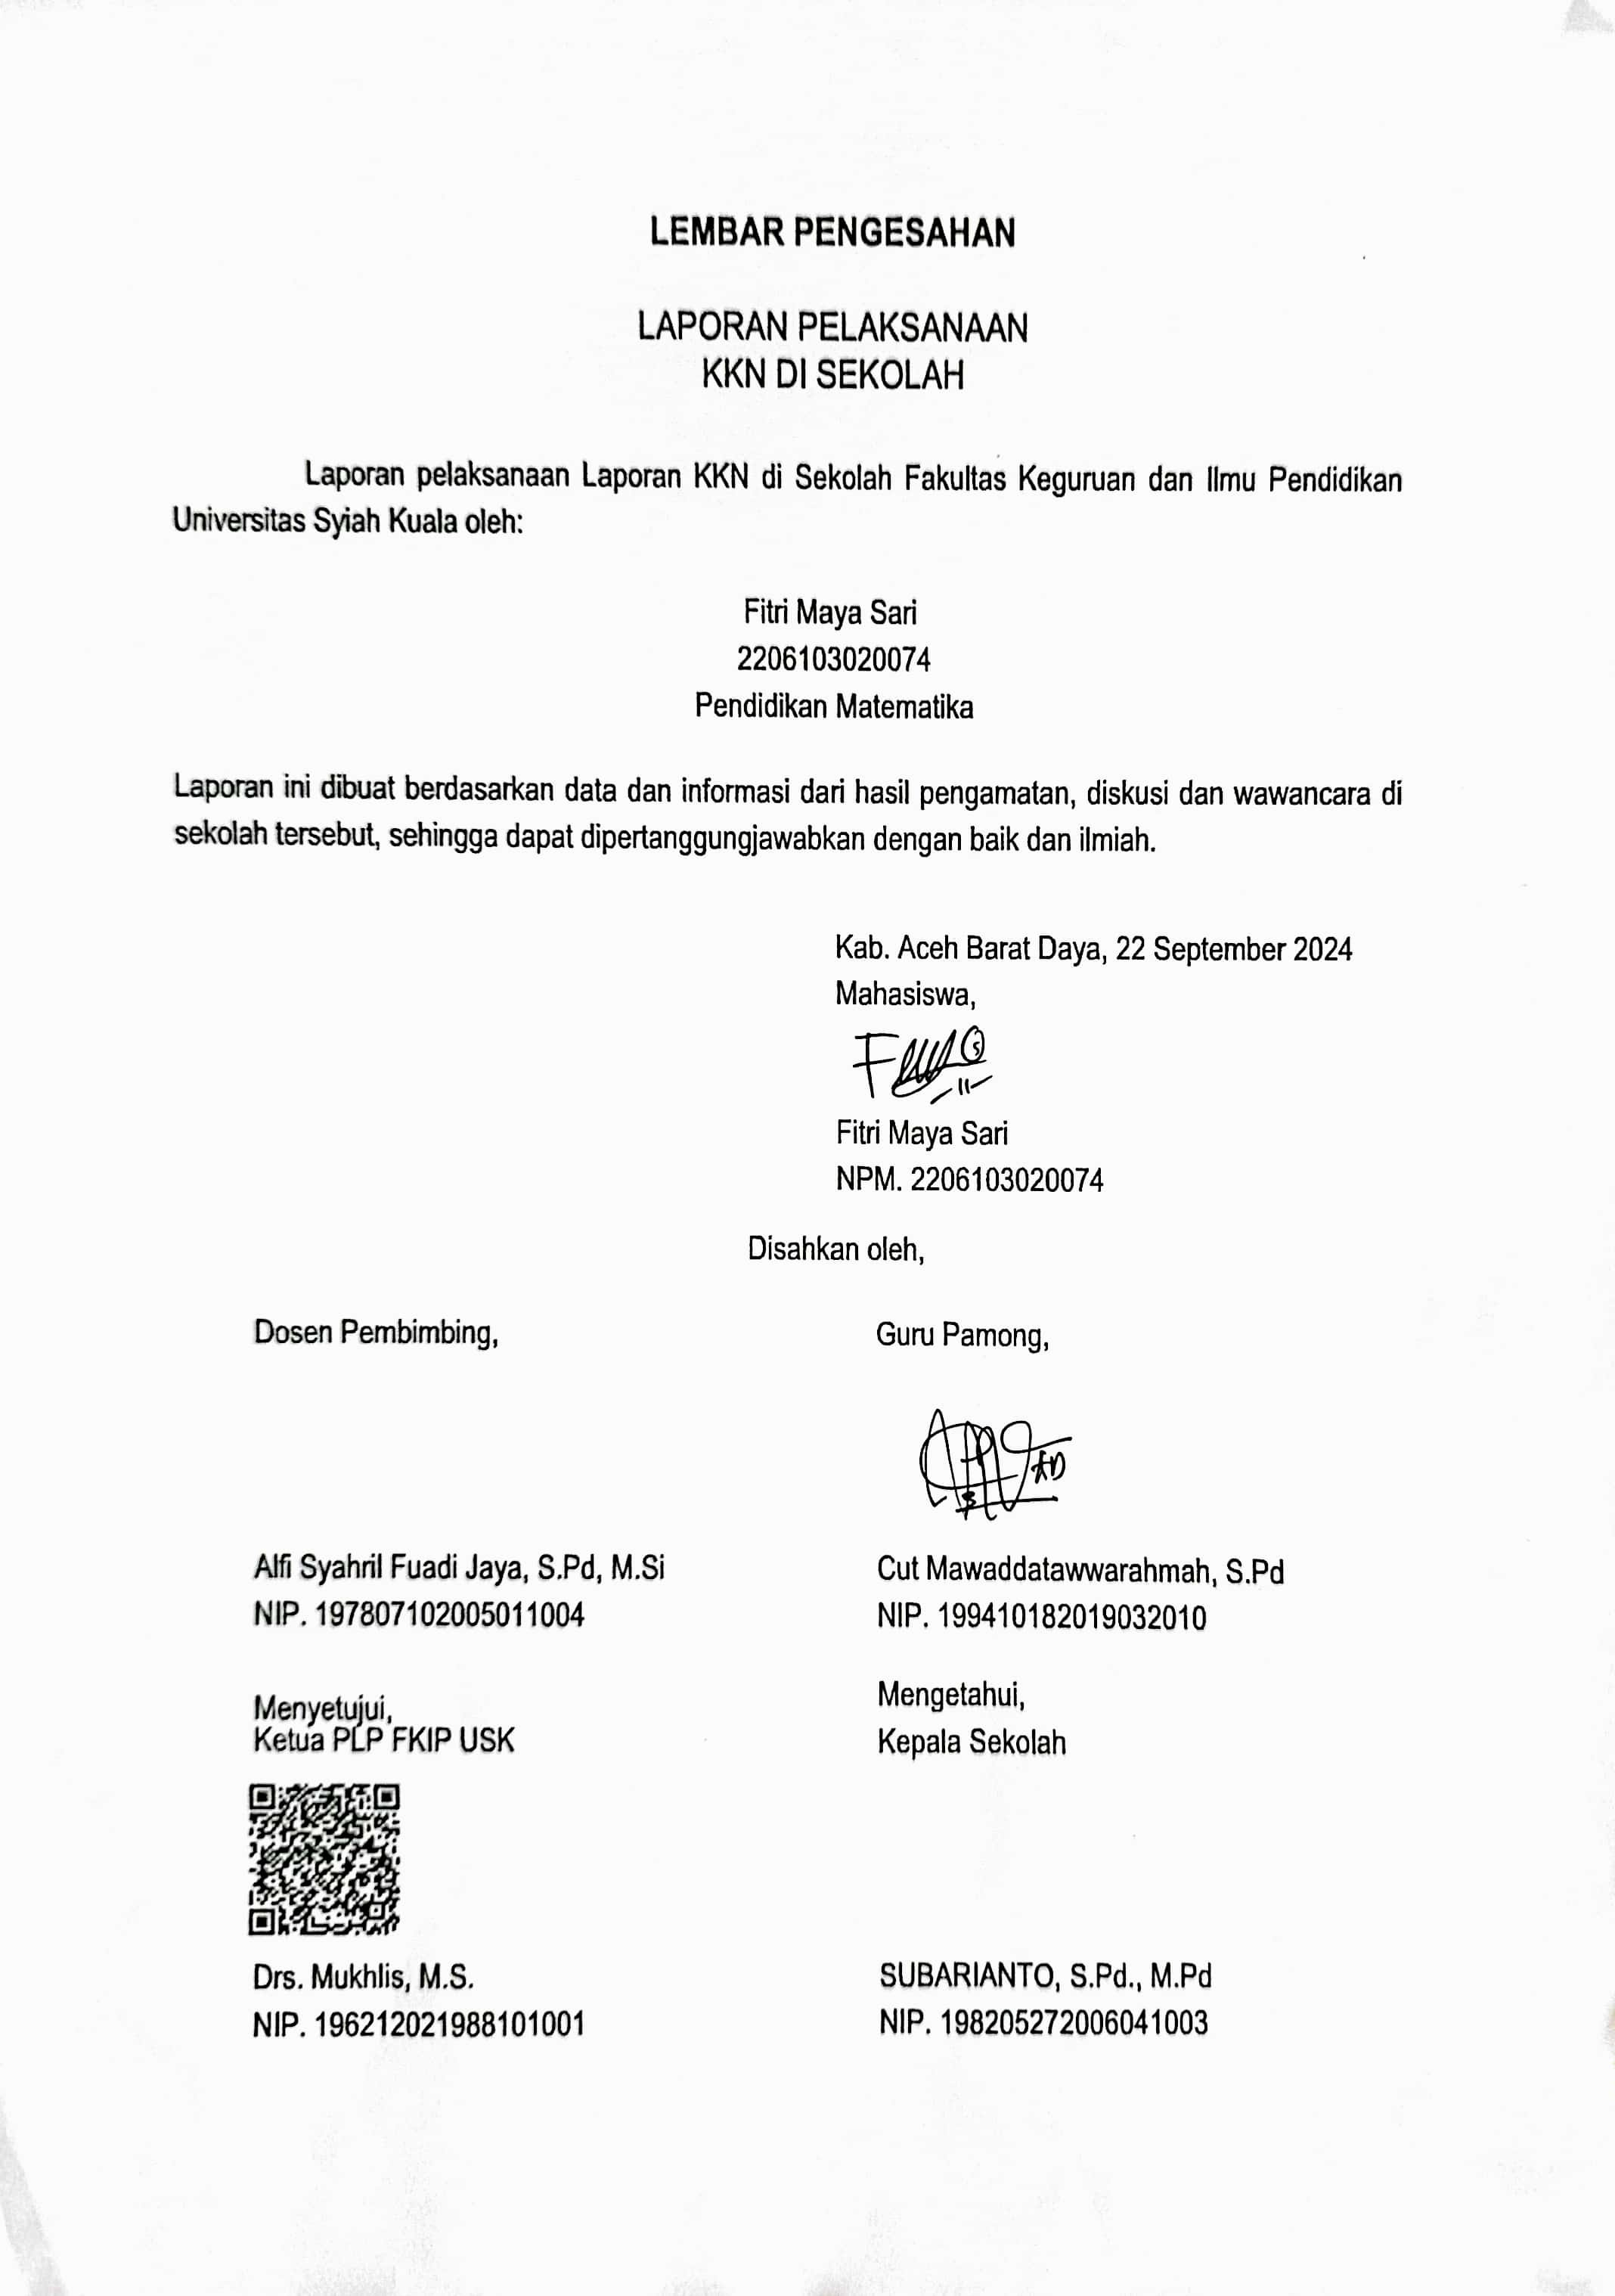 LEMBAR PENGESAHAN
LAPORAN PELAKSANAAN
KKN DI SEKOLAH
Laporan pelaksanaan Laporan KKN di Sekolah Fakultas Keguruan dan Ilmu Pendidikan
Universitas Syiah Kuala oleh:
Fitri Maya Sari
2206103020074
Pendidikan Matematika
Laporan ini dibuat berdasarkan data dan informasi dari hasil pengamatan, diskusi dan wawancara di
sekolah tersebut, sehingga dapat dipertanggungjawabkan dengan baik dan ilmiah.
Kab. Aceh Barat Daya, 22 September 2024
Mahasiswa,
Fitri Maya Sari
NPM. 2206103020074
Disahkan oleh,
Dosen Pembimbing,
Alfi Syahril Fuadi Jaya, S.Pd, M.Si
NIP. 197807102005011004
Guru Pamong,
Cut Mawaddatawwarahmah, S.Pd
NIP. 199410182019032010
Menyetujui,
Ketua PLP FKIP USK
Drs. Mukhlis, M.S.
NIP. 196212021988101001
Mengetahui,
Kepala Sekolah
SUBARIANTO, S.Pd., M.Pd
NIP. 198205272006041003